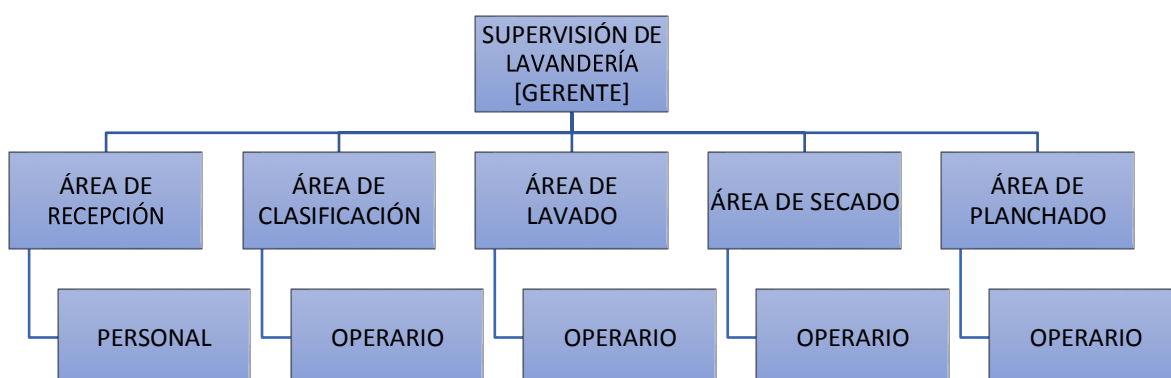 SUPERVISIÓN DE
LAVANDERÍA
[GERENTE]
ÁREA DE
RECEPCIÓN
ÁREA DE
CLASIFICACIÓN
ÁREA DE
LAVADO
ÁREA DE SECADO
ÁREA DE
PLANCHADO
PERSONAL
OPERARIO
OPERARIO
OPERARIO
OPERARIO